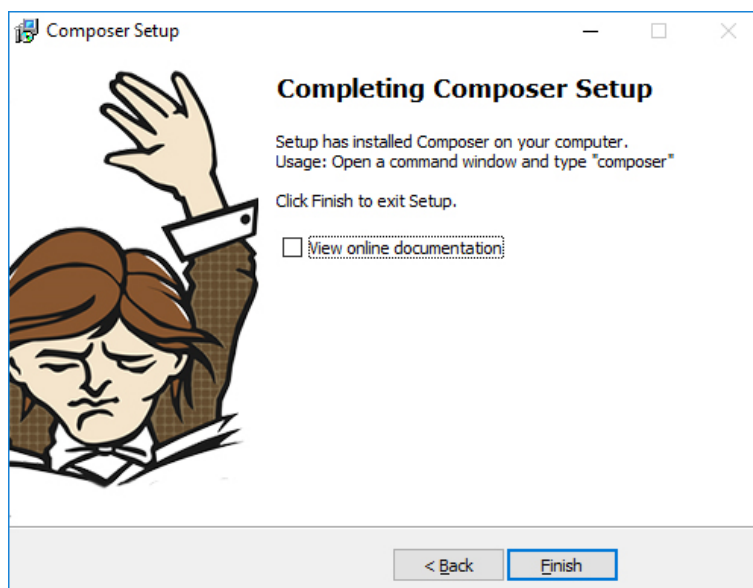 Composer Setup
Completing Composer Setup
Setup has installed Composer on your computer.
Usage: Open a command window and type "composer"
Click Finish to exit Setup.
View online documentation
< Back
Finish